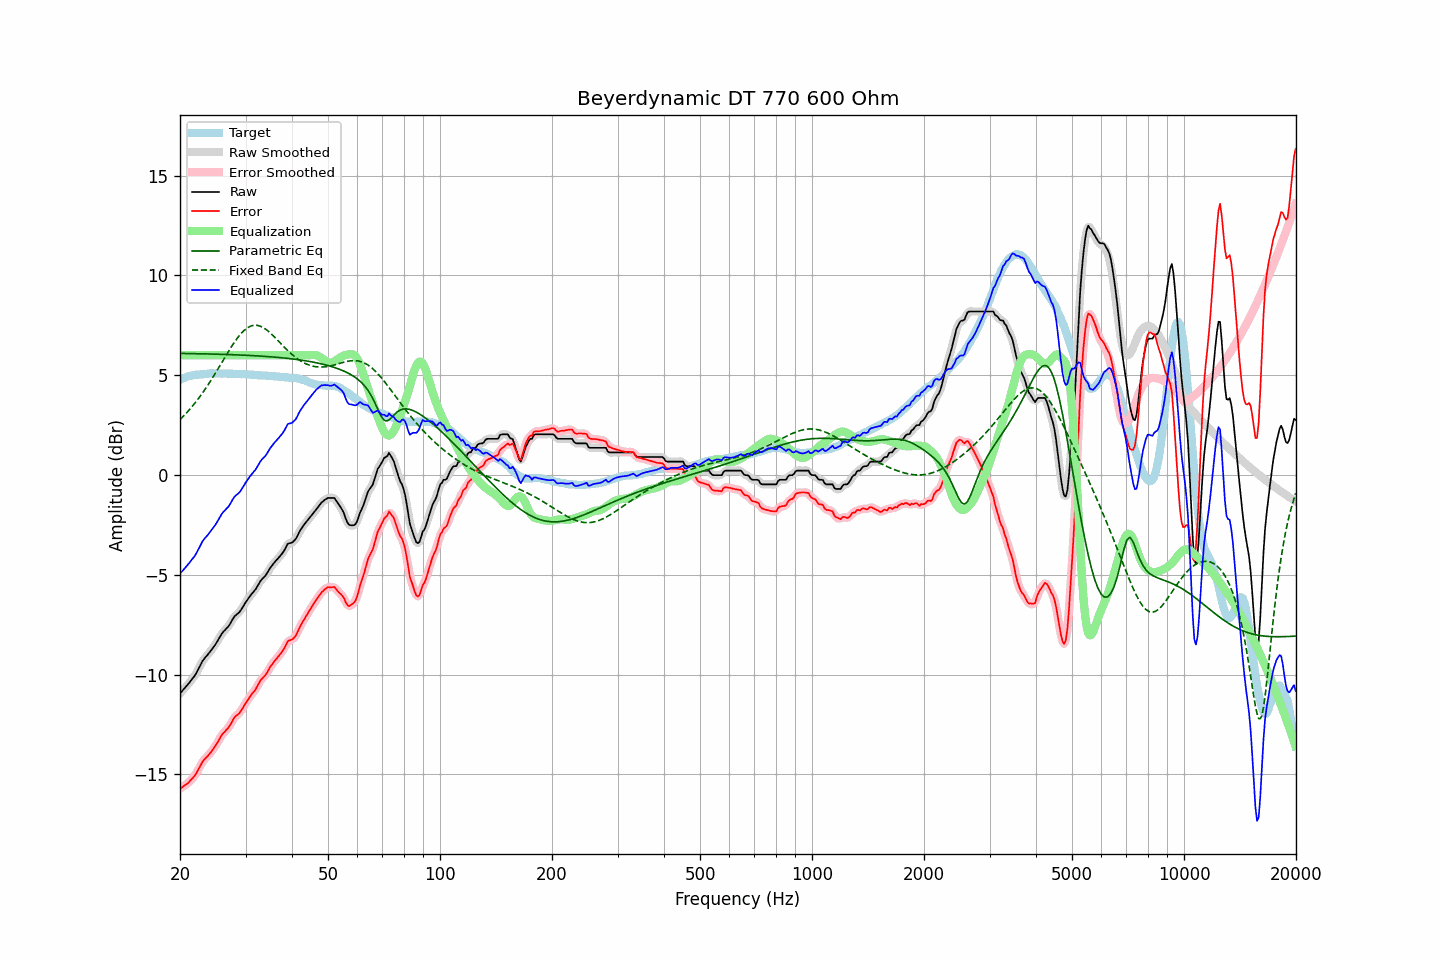 Beyerdynamic DT 770 600 Ohm
Target
Raw Smoothed
Error Smoothed
Raw
Error
Equalization
Parametric Eq
Fixed Band Eq
Equalized
Amplitude (dBr)
15
10
5
0
−5
−10
−15
20
50
100
200
500
1000
2000
5000
10000
20000
Frequency (Hz)